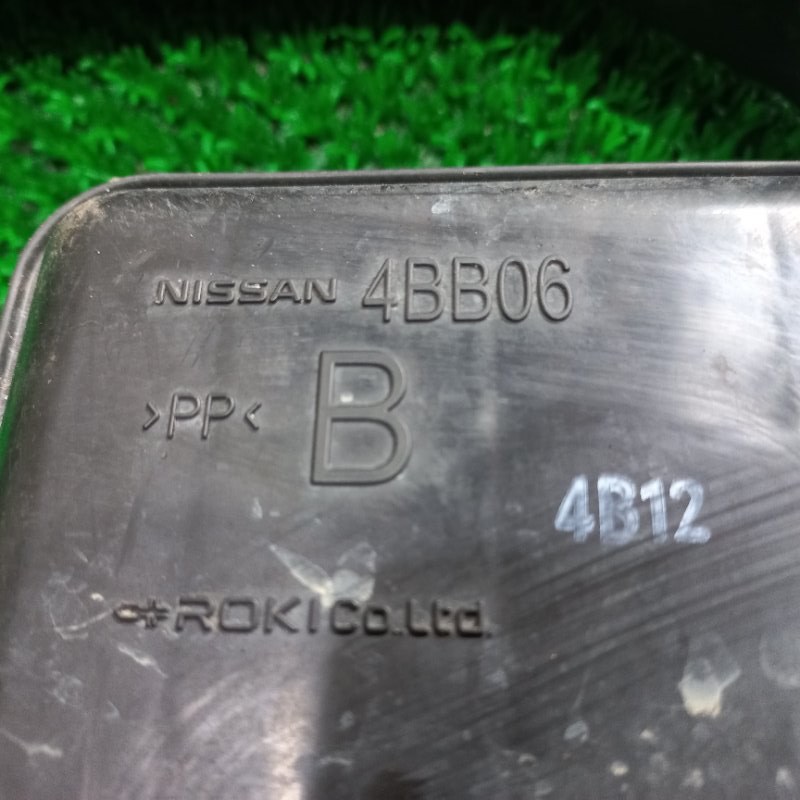 NISSAN 4BB06
>PP< B
4B12
ROKI Co.,Ltd.